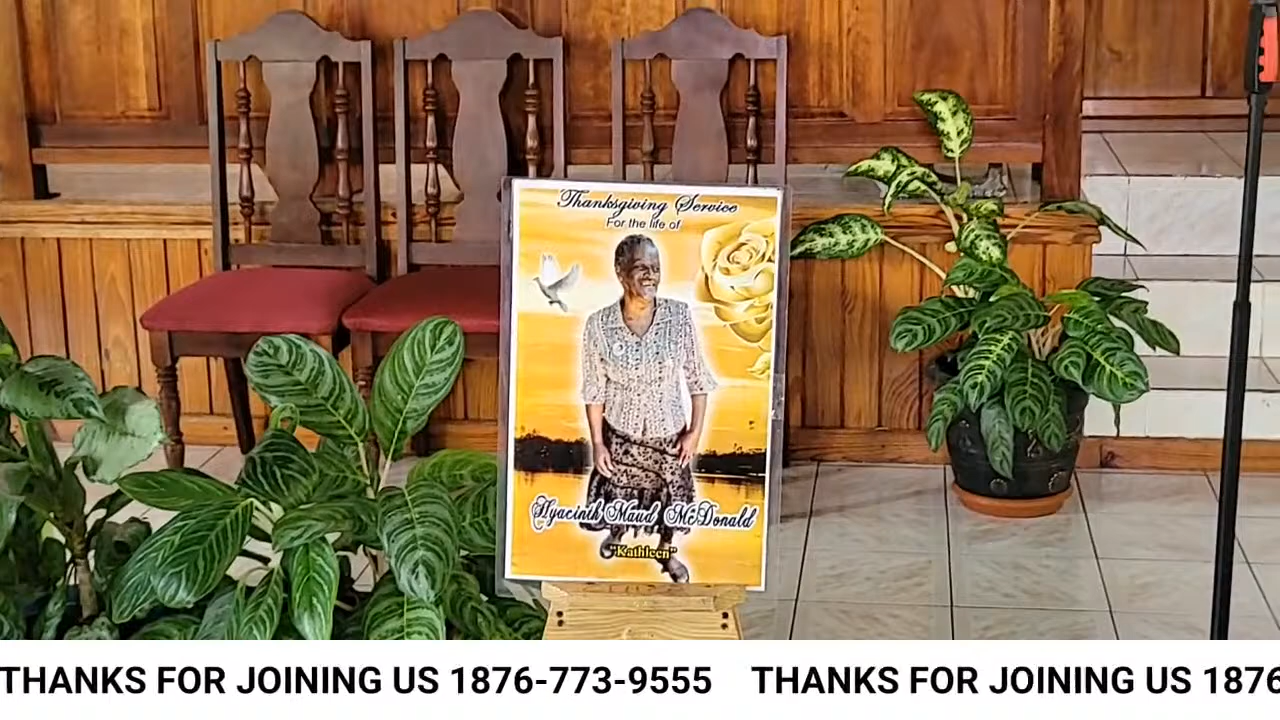 Thanksgiving Service
For the life of
Hyacinth Maud McDonald
"Kathleen"
THANKS FOR JOINING US 1876-773-9555 THANKS FOR JOINING US 1876